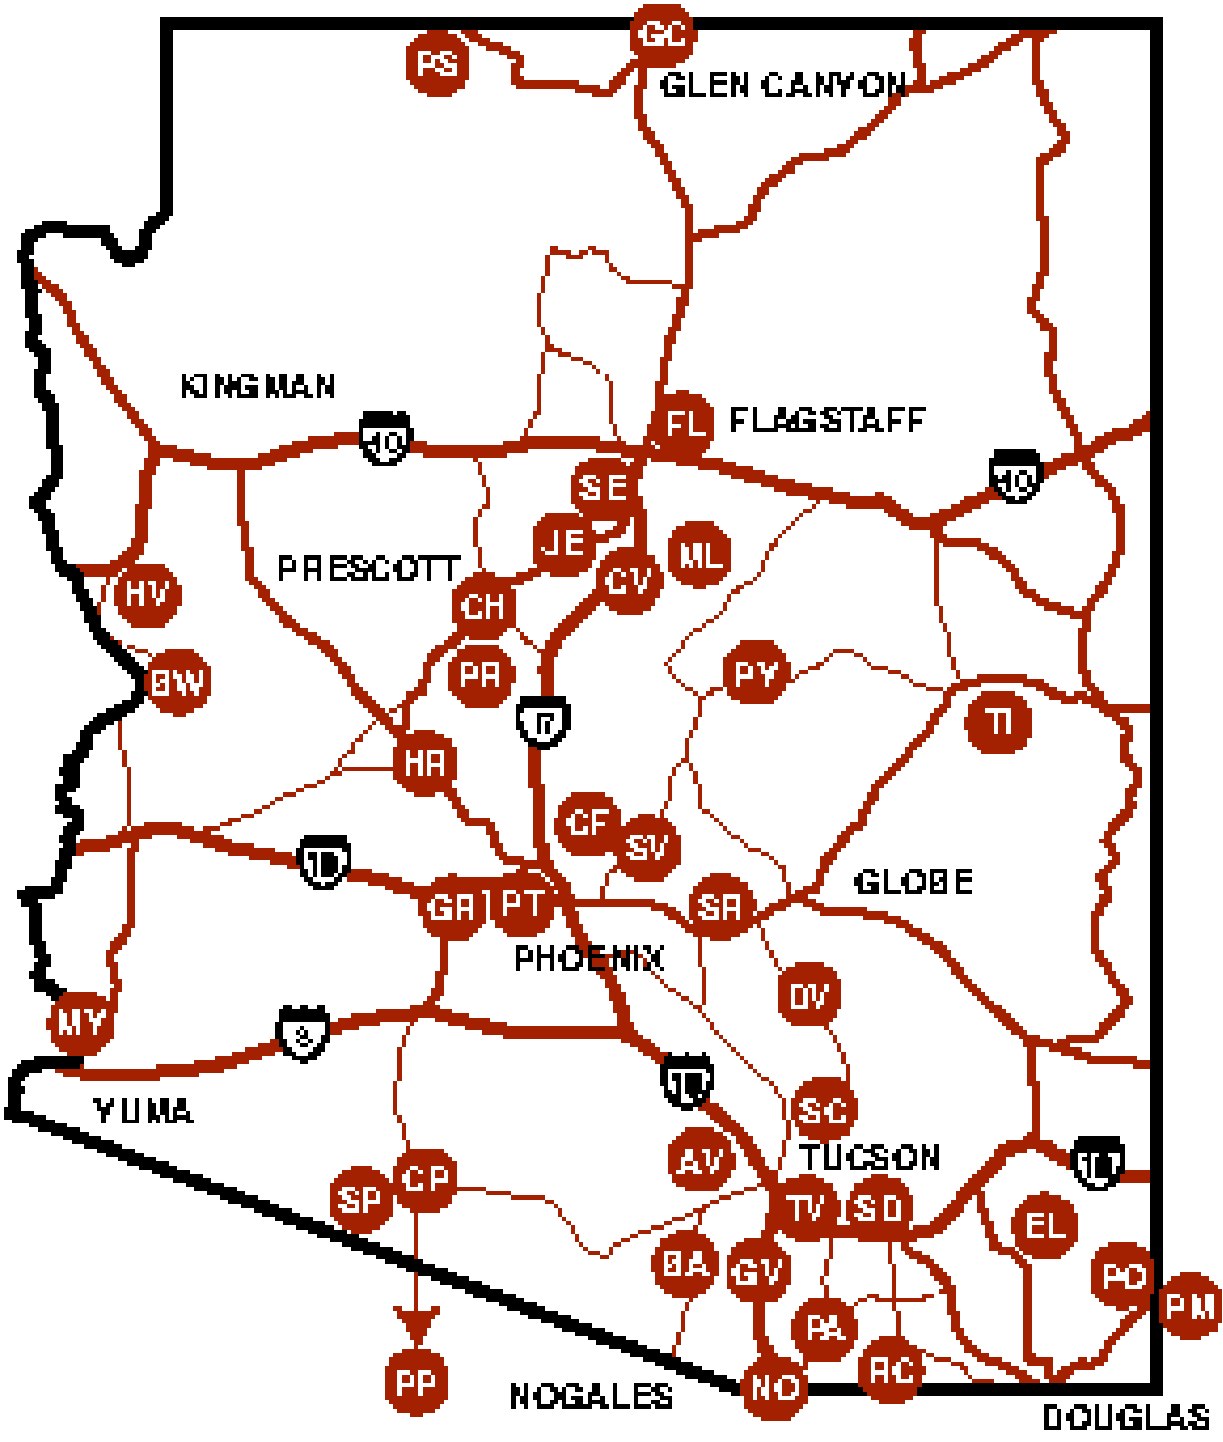 GC
PS
GLEN CANYON
KINGMAN
FL
FLAGSTAFF
40
40
SE
JE
ML
PRESCOTT
CV
HV
CH
PY
PR
BW
17
TI
HA
CF
SV
10
GLOBE
GR
PT
SA
PHOENIX
DV
MY
8
10
YUMA
SC
AV
TUCSON
10
CP
SP
TV
SD
EL
BA
GV
PD
PM
PA
RC
PP
NO
NOGALES
DOUGLAS